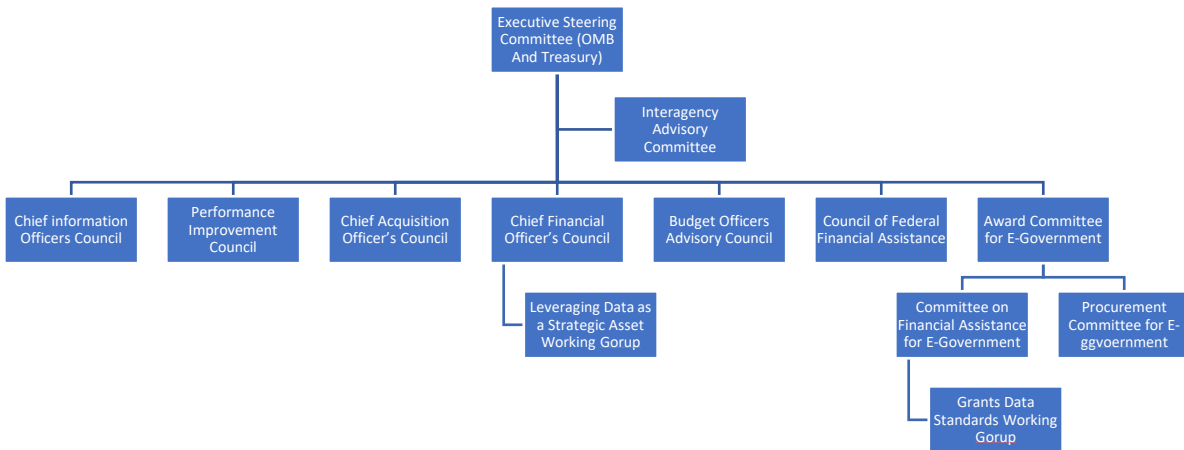 Executive Steering
Committee (OMB
And Treasury)
Interagency
Advisory
Committee
Chief information
Officers Council
Performance
Improvement
Council
Chief Acquisition
Officer’s Council
Chief Financial
Officer’s Council
Budget Officers
Advisory Council
Council of Federal
Financial Assistance
Award Committee
for E-Government
Leveraging Data as
a Strategic Asset
Working Gorup
Committee on
Financial Assistance
for E-Government
Procurement
Committee for E-
ggvoernment
Grants Data
Standards Working
Gorup